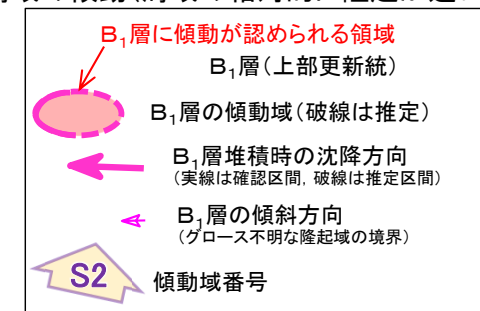 B₁層に傾動が認められる領域
B₁層（上部更新統）
B₁層の傾動域（破線は推定）
B₁層堆積時の沈降方向
（実線は確認区間，破線は推定区間）
B₁層の傾斜方向
（グロース不明な隆起域の境界）
S2 傾動域番号